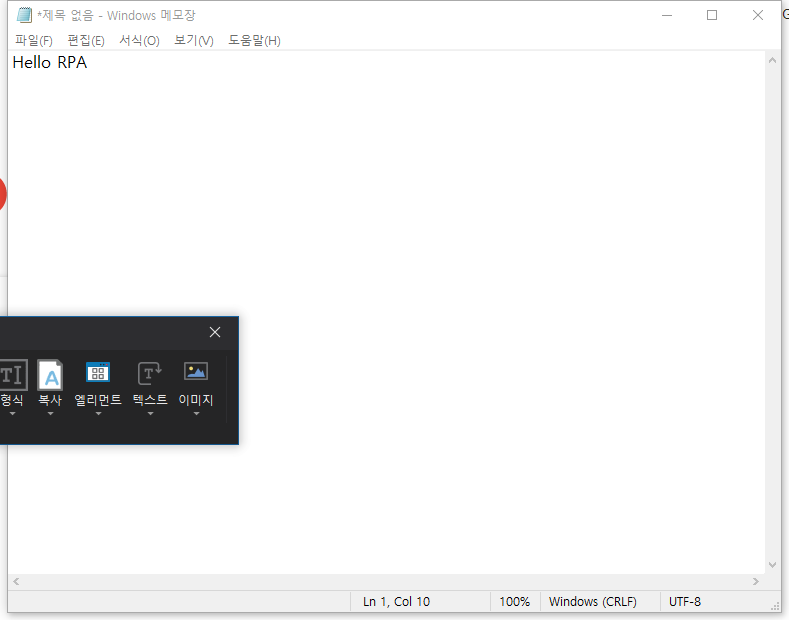 *제목 없음 - Windows 메모장
파일(F) 편집(E) 서식(O) 보기(V) 도움말(H)
Hello RPA
형식 복사 엘리먼트 텍스트 이미지
Ln 1, Col 10 100% Windows (CRLF) UTF-8